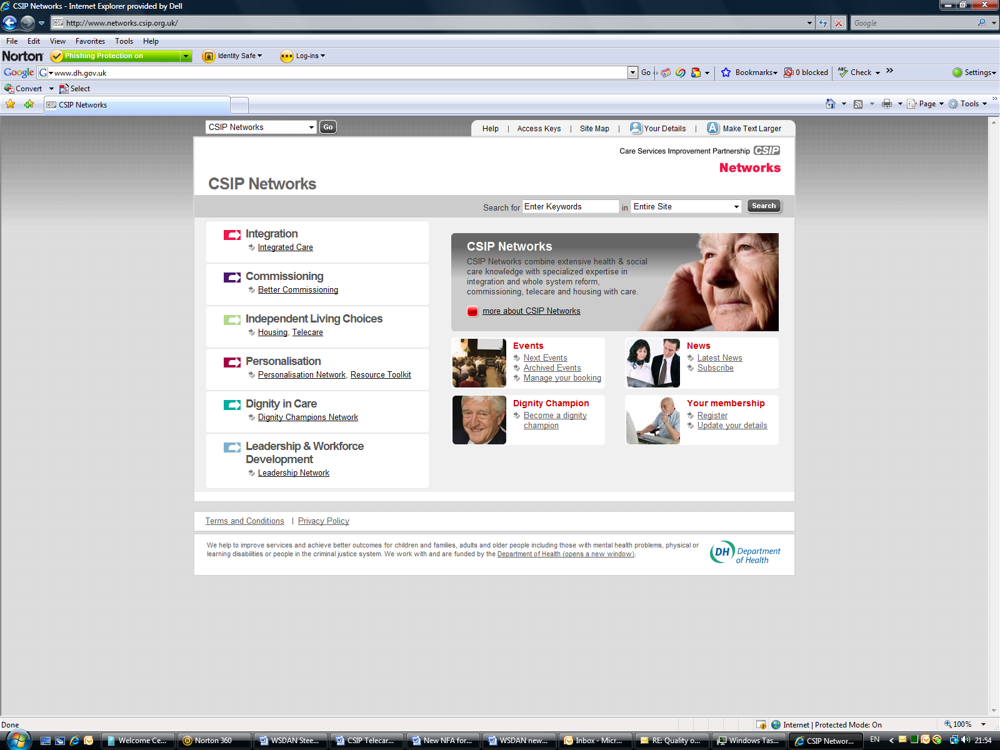 CSIP Networks - Internet Explorer provided by Dell
CSIP http://www.networks.csip.org.uk/
Google
File Edit View Favorites Tools Help
Norton Phishing Protection on Identity Safe Log-ins
Google G www.dh.gov.uk Go Bookmarks 0 blocked ABC Check » Settings
Convert Select
CSIP CSIP Networks Page Tools »
CSIP Networks Go Help | Access Keys | Site Map | Your Details | A Make Text Larger
Care Services Improvement Partnership CSIP
Networks
CSIP Networks
Search for Enter Keywords in Entire Site Search
Integration
Integrated Care
Commissioning
Better Commissioning
Independent Living Choices
Housing, Telecare
Personalisation
Personalisation Network, Resource Toolkit
Dignity in Care
Dignity Champions Network
Leadership & Workforce
Development
Leadership Network
CSIP Networks
CSIP Networks combine extensive health & social
care knowledge with specialized expertise in
integration and whole system reform,
commissioning, telecare and housing with care.
more about CSIP Networks
Events
Next Events
Archived Events
Manage your booking
News
Latest News
Subscribe
Dignity Champion
Become a dignity
champion
Your membership
Register
Update your details
Terms and Conditions | Privacy Policy
We help to improve services and achieve better outcomes for children and families, adults and older people including those with mental health problems, physical or
learning disabilities or people in the criminal justice system. We work with and are funded by the Department of Health (opens a new window).
DH Department
of Health
Done Internet | Protected Mode: On 100%
Welcome Ce... Norton 360 WSDAN Stee... CSIP Telecar... New NFA for... WSDAN new... Inbox - Micr... RE: Quality o... Windows Tas... CSIP Networ... EN < 21:54